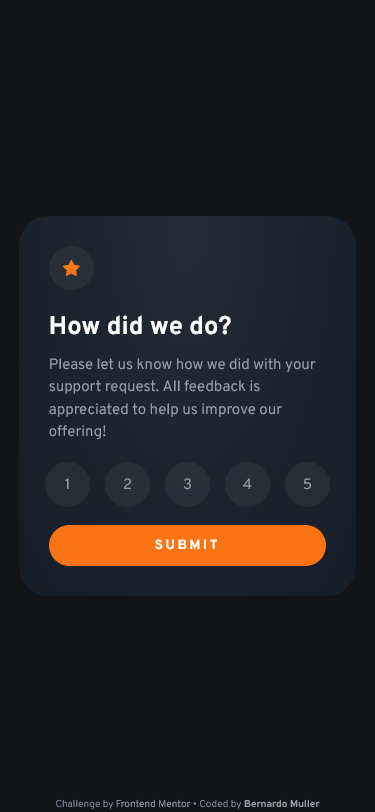 How did we do?
Please let us know how we did with your
support request. All feedback is
appreciated to help us improve our
offering!
1 2 3 4 5
SUBMIT
Challenge by Frontend Mentor • Coded by Bernardo Muller